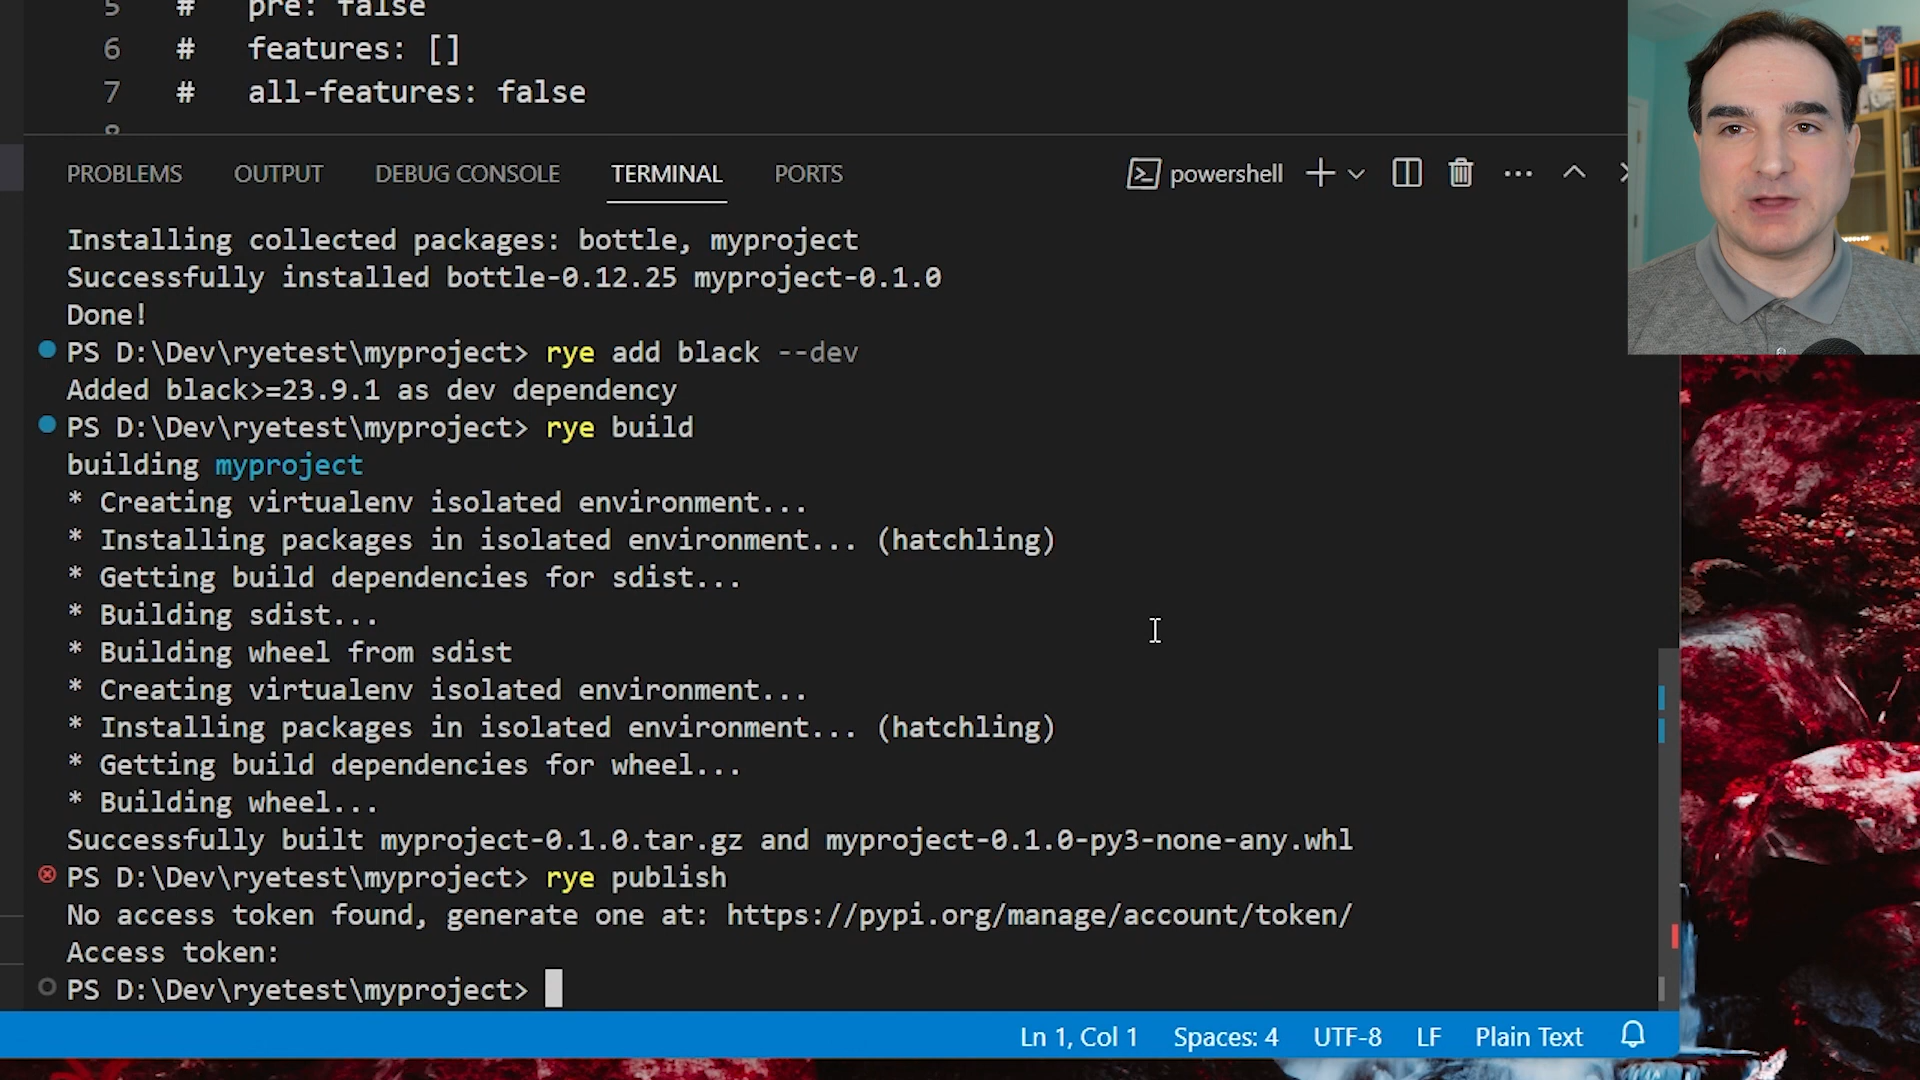 5 # pre: false
6 # features: []
7 # all-features: false
8
PROBLEMS OUTPUT DEBUG CONSOLE TERMINAL PORTS powershell
Installing collected packages: bottle, myproject
Successfully installed bottle-0.12.25 myproject-0.1.0
Done!
PS D:\Dev\ryetest\myproject> rye add black --dev
Added black>=23.9.1 as dev dependency
PS D:\Dev\ryetest\myproject> rye build
building myproject
* Creating virtualenv isolated environment...
* Installing packages in isolated environment... (hatchling)
* Getting build dependencies for sdist...
* Building sdist...
* Building wheel from sdist
* Creating virtualenv isolated environment...
* Installing packages in isolated environment... (hatchling)
* Getting build dependencies for wheel...
* Building wheel...
Successfully built myproject-0.1.0.tar.gz and myproject-0.1.0-py3-none-any.whl
PS D:\Dev\ryetest\myproject> rye publish
No access token found, generate one at: https://pypi.org/manage/account/token/
Access token:
PS D:\Dev\ryetest\myproject>
Ln 1, Col 1 Spaces: 4 UTF-8 LF Plain Text